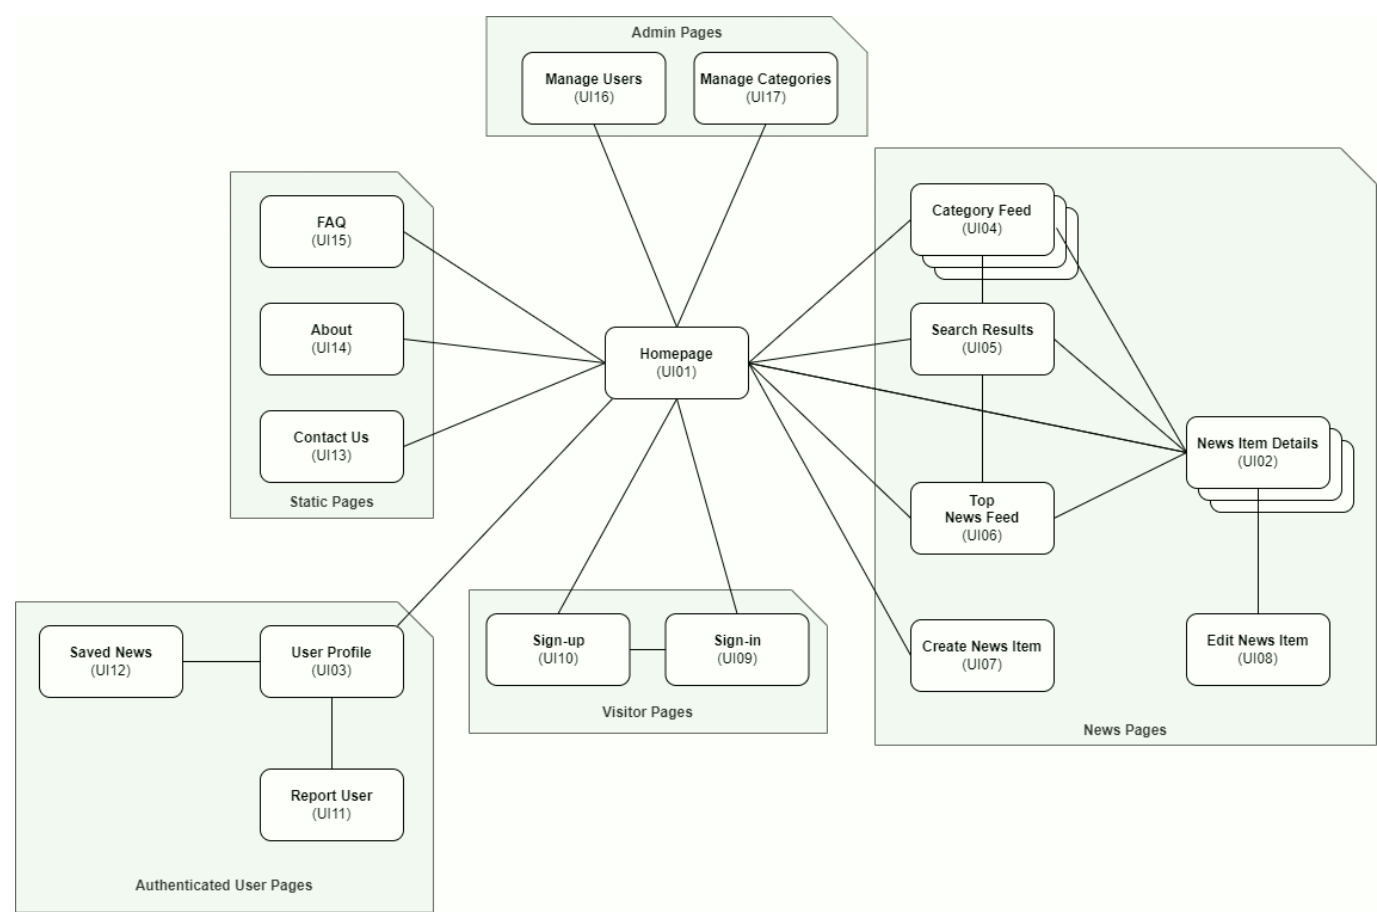 Admin Pages
Manage Users
(UI16)
Manage Categories
(UI17)
FAQ
(UI15)
About
(UI14)
Contact Us
(UI13)
Static Pages
Homepage
(UI01)
Category Feed
(UI04)
Search Results
(UI05)
News Item Details
(UI02)
Top
News Feed
(UI06)
Create News Item
(UI07)
Edit News Item
(UI08)
News Pages
Saved News
(UI12)
User Profile
(UI03)
Report User
(UI11)
Authenticated User Pages
Sign-up
(UI10)
Sign-in
(UI09)
Visitor Pages